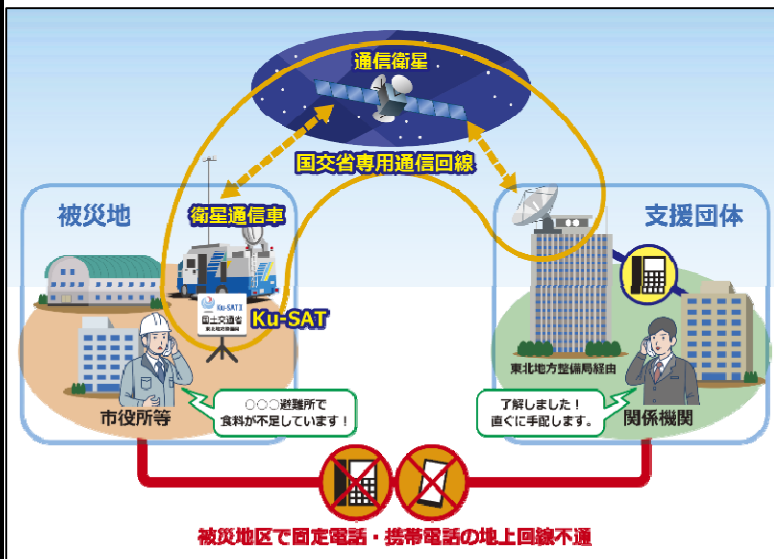 通信衛星
国交省専用通信回線
被災地
衛星通信車
支援団体
Ku-SATⅡ
国土交通省
東北地方整備局
Ku-SAT
東北地方整備局経由
市役所等
○○○避難所で
食料が不足しています！
了解しました！
直ぐに手配します。
関係機関
被災地区で固定電話・携帯電話の地上回線不通